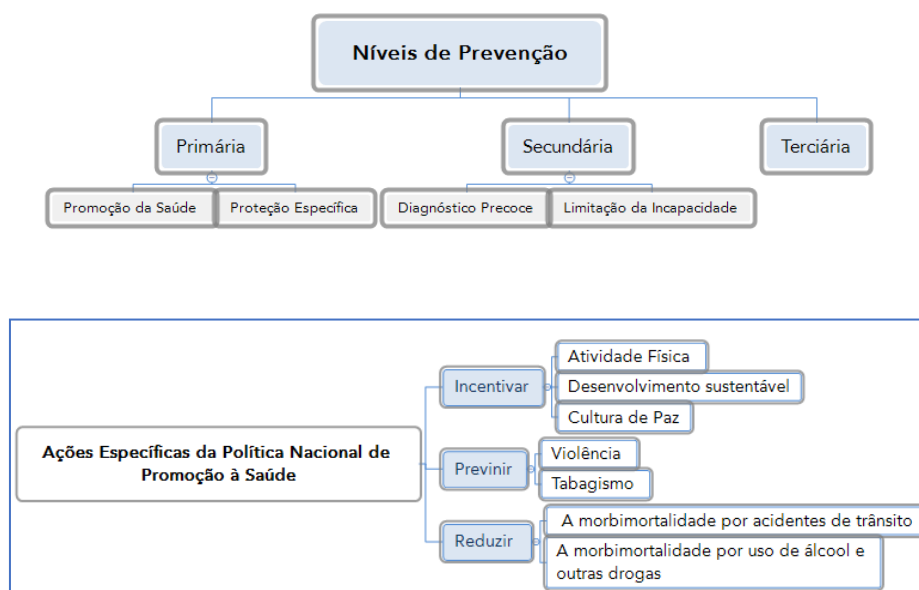 Níveis de Prevenção
Primária
Secundária
Terciária
Promoção da Saúde
Proteção Específica
Diagnóstico Precoce
Limitação da Incapacidade
Ações Específicas da Política Nacional de
Promoção à Saúde
Incentivar
Atividade Física
Desenvolvimento sustentável
Cultura de Paz
Previnir
Violência
Tabagismo
Reduzir
A morbimortalidade por acidentes de trânsito
A morbimortalidade por uso de álcool e
outras drogas